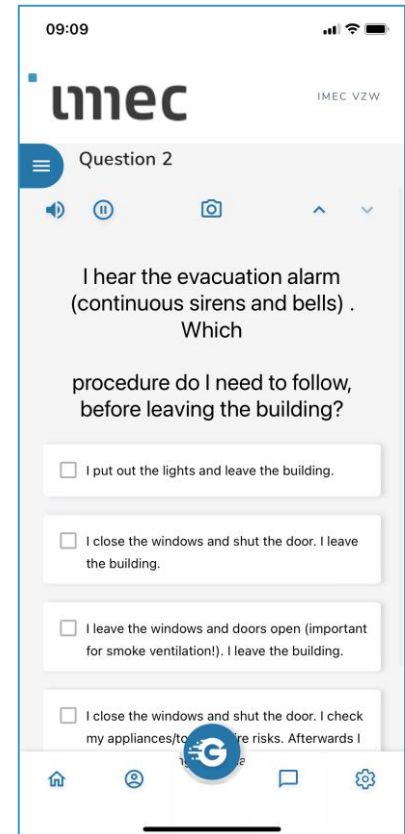 09:09
imec
IMEC VZW
Question 2
I hear the evacuation alarm
(continuous sirens and bells) .
Which
procedure do I need to follow,
before leaving the building?
I put out the lights and leave the building.
I close the windows and shut the door. I leave
the building.
I leave the windows and doors open (important
for smoke ventilation!). I leave the building.
I close the windows and shut the door. I check
my appliances/to re risks. Afterwards I
G